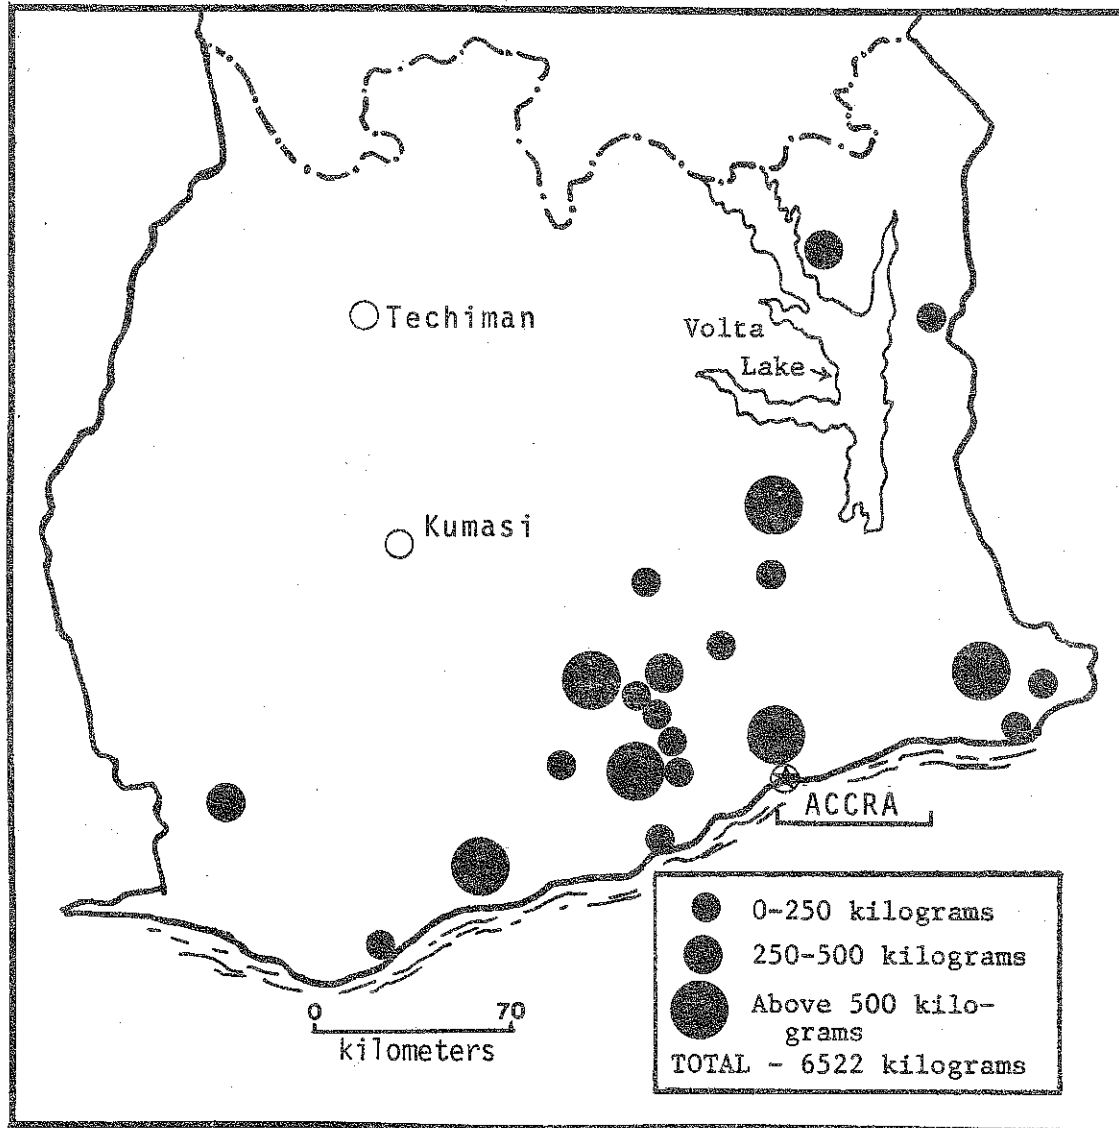 Techiman
Volta
Lake
Kumasi
ACCRA
0-250 kilograms
250-500 kilograms
Above 500 kilo-
grams
TOTAL - 6522 kilograms
0 70
kilometers